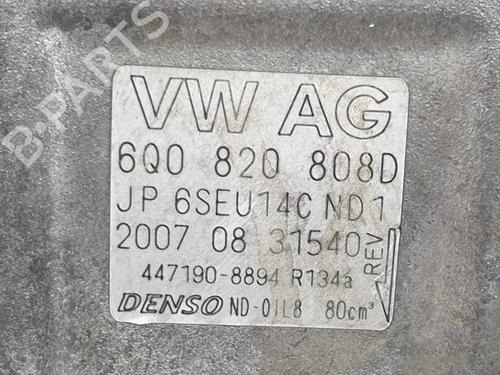 B-PARTS
VW AG
6Q0 820 808D
JP 6SEU14C ND1
2007 08 31540
REV
447190-8894 R134a
DENSO ND-OIL8 80cm³